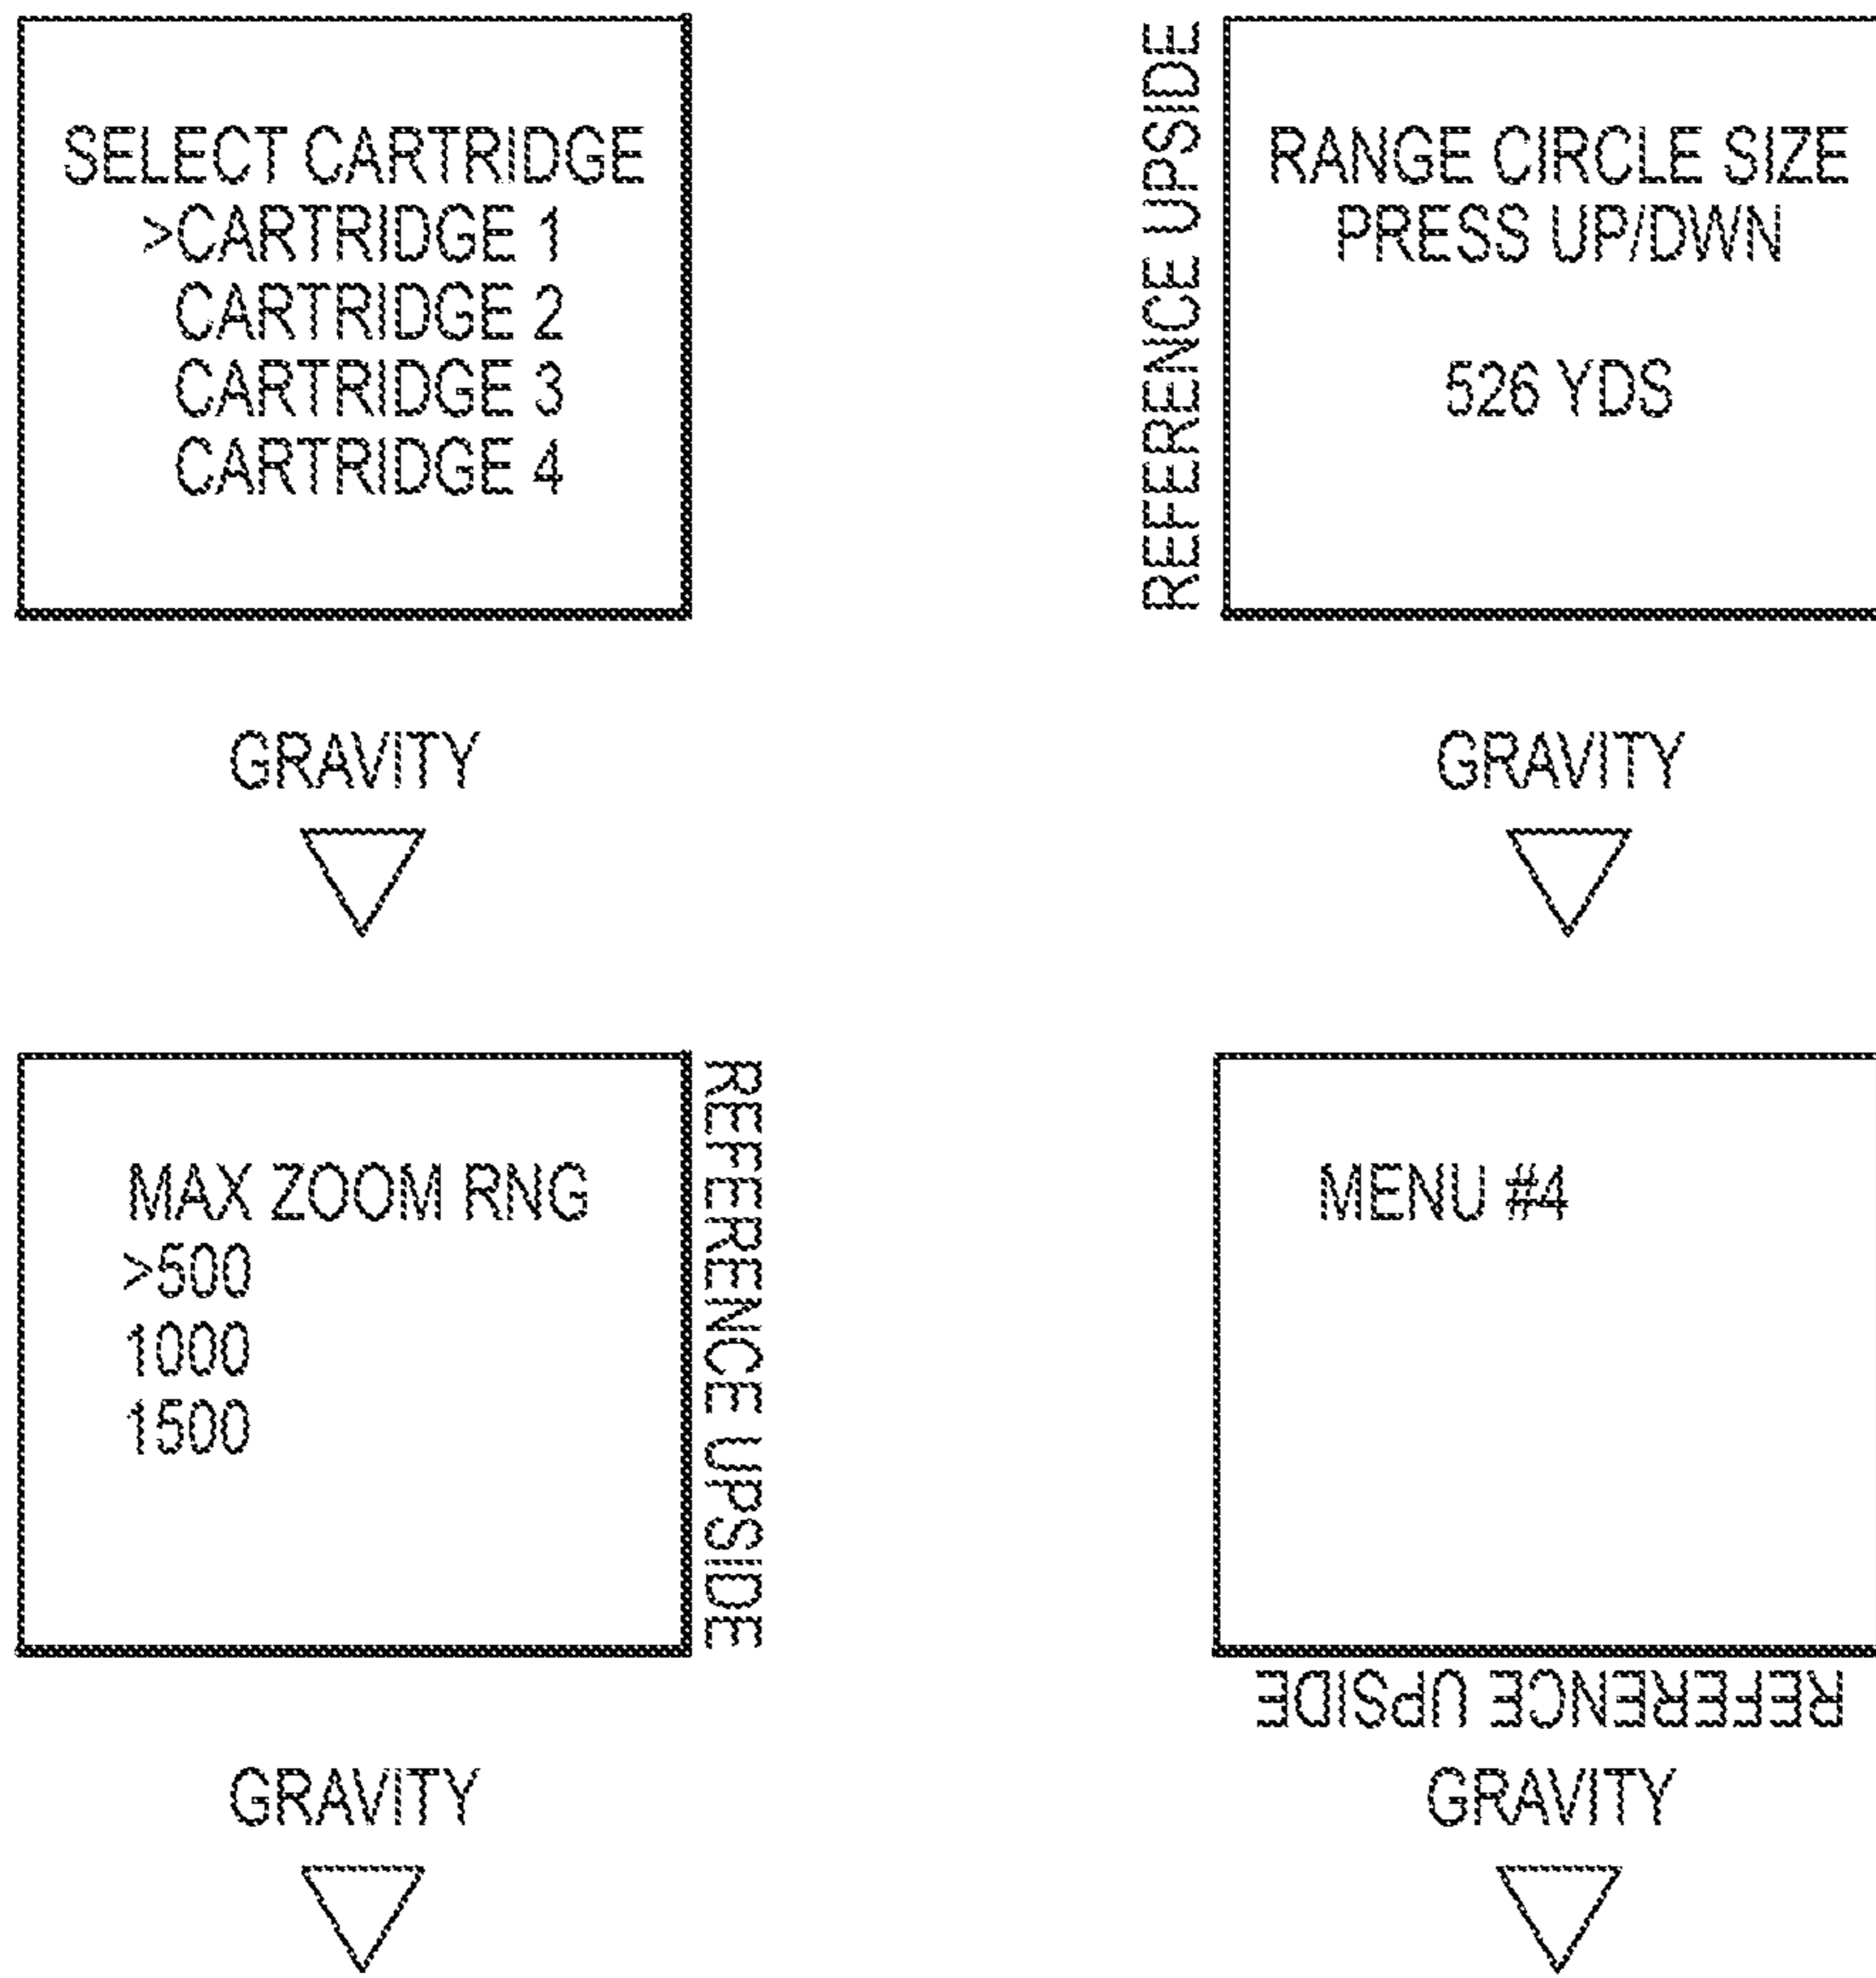 SELECT CARTRIDGE
>CARTRIDGE 1
CARTRIDGE 2
CARTRIDGE 3
CARTRIDGE 4
GRAVITY
REFERENCE UPSIDE
RANGE CIRCLE SIZE
PRESS UP/DWN
526 YDS
GRAVITY
MAX ZOOM RNG
>500
1000
1500
REFERENCE UPSIDE
GRAVITY
MENU #4
REFERENCE UPSIDE
GRAVITY